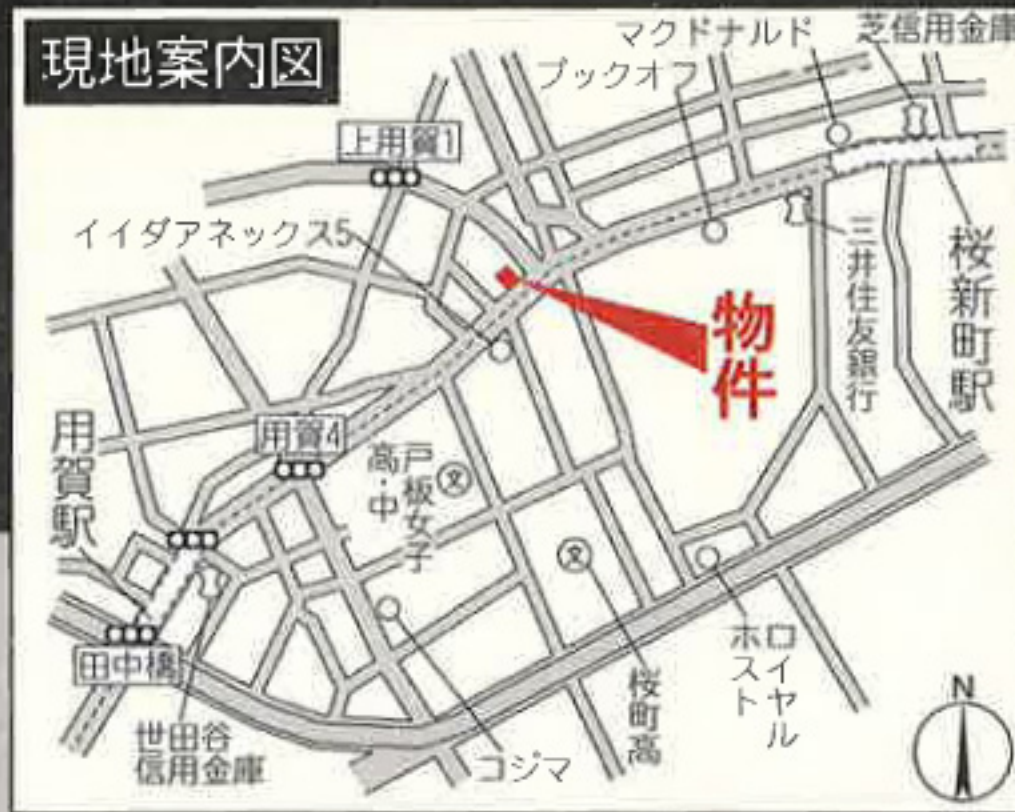 現地案内図
マクドナルド
芝信用金庫
ブックオフ
上用賀1
イイダアネックス5
三井住友銀行
桜新町駅
物件
用賀4
用賀駅
戸板女子
高・中
文
文
田中橋
世田谷
信用金庫
コジマ
桜町高
ロイヤル
ホスト
N